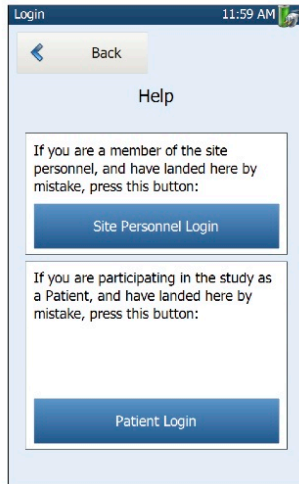 Login 11:59 AM
Back
Help
If you are a member of the site
personnel, and have landed here by
mistake, press this button:
Site Personnel Login
If you are participating in the study as
a Patient, and have landed here by
mistake, press this button:
Patient Login